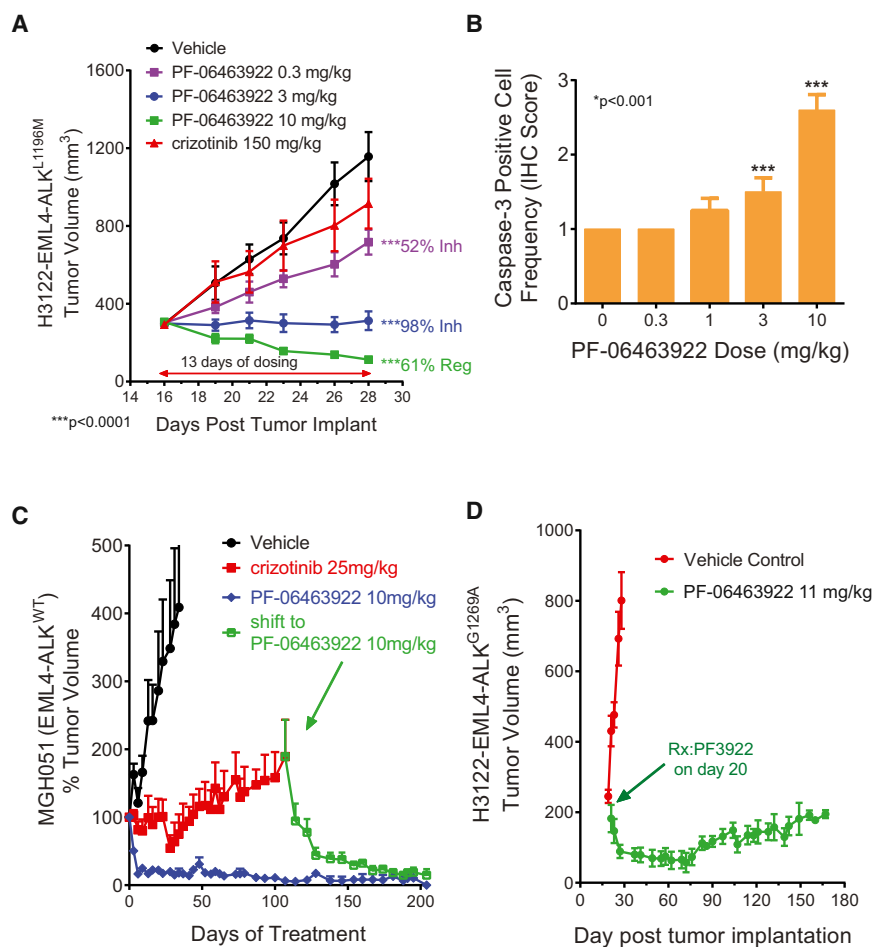 A
Vehicle
PF-06463922 0.3 mg/kg
PF-06463922 3 mg/kg
PF-06463922 10 mg/kg
crizotinib 150 mg/kg
H3122-EML4-ALK^L1196M
Tumor Volume (mm³)
1600
1200
800
400
0
***52% Inh
***98% Inh
***61% Reg
13 days of dosing
14 16 18 20 22 24 26 28 30
***p<0.0001
Days Post Tumor Implant
B
Caspase-3 Positive Cell
Frequency (IHC Score)
3
2
1
0
*p<0.001
***
***
0 0.3 1 3 10
PF-06463922 Dose (mg/kg)
C
MGH051 (EML4-ALK^WT)
% Tumor Volume
500
400
300
200
100
0
Vehicle
crizotinib 25mg/kg
PF-06463922 10mg/kg
shift to
PF-06463922 10mg/kg
0 50 100 150 200
Days of Treatment
D
H3122-EML4-ALK^G1269A
Tumor Volume (mm³)
1000
800
600
400
200
0
Vehicle Control
PF-06463922 11 mg/kg
Rx:PF3922
on day 20
0 30 60 90 120 150 180
Day post tumor implantation